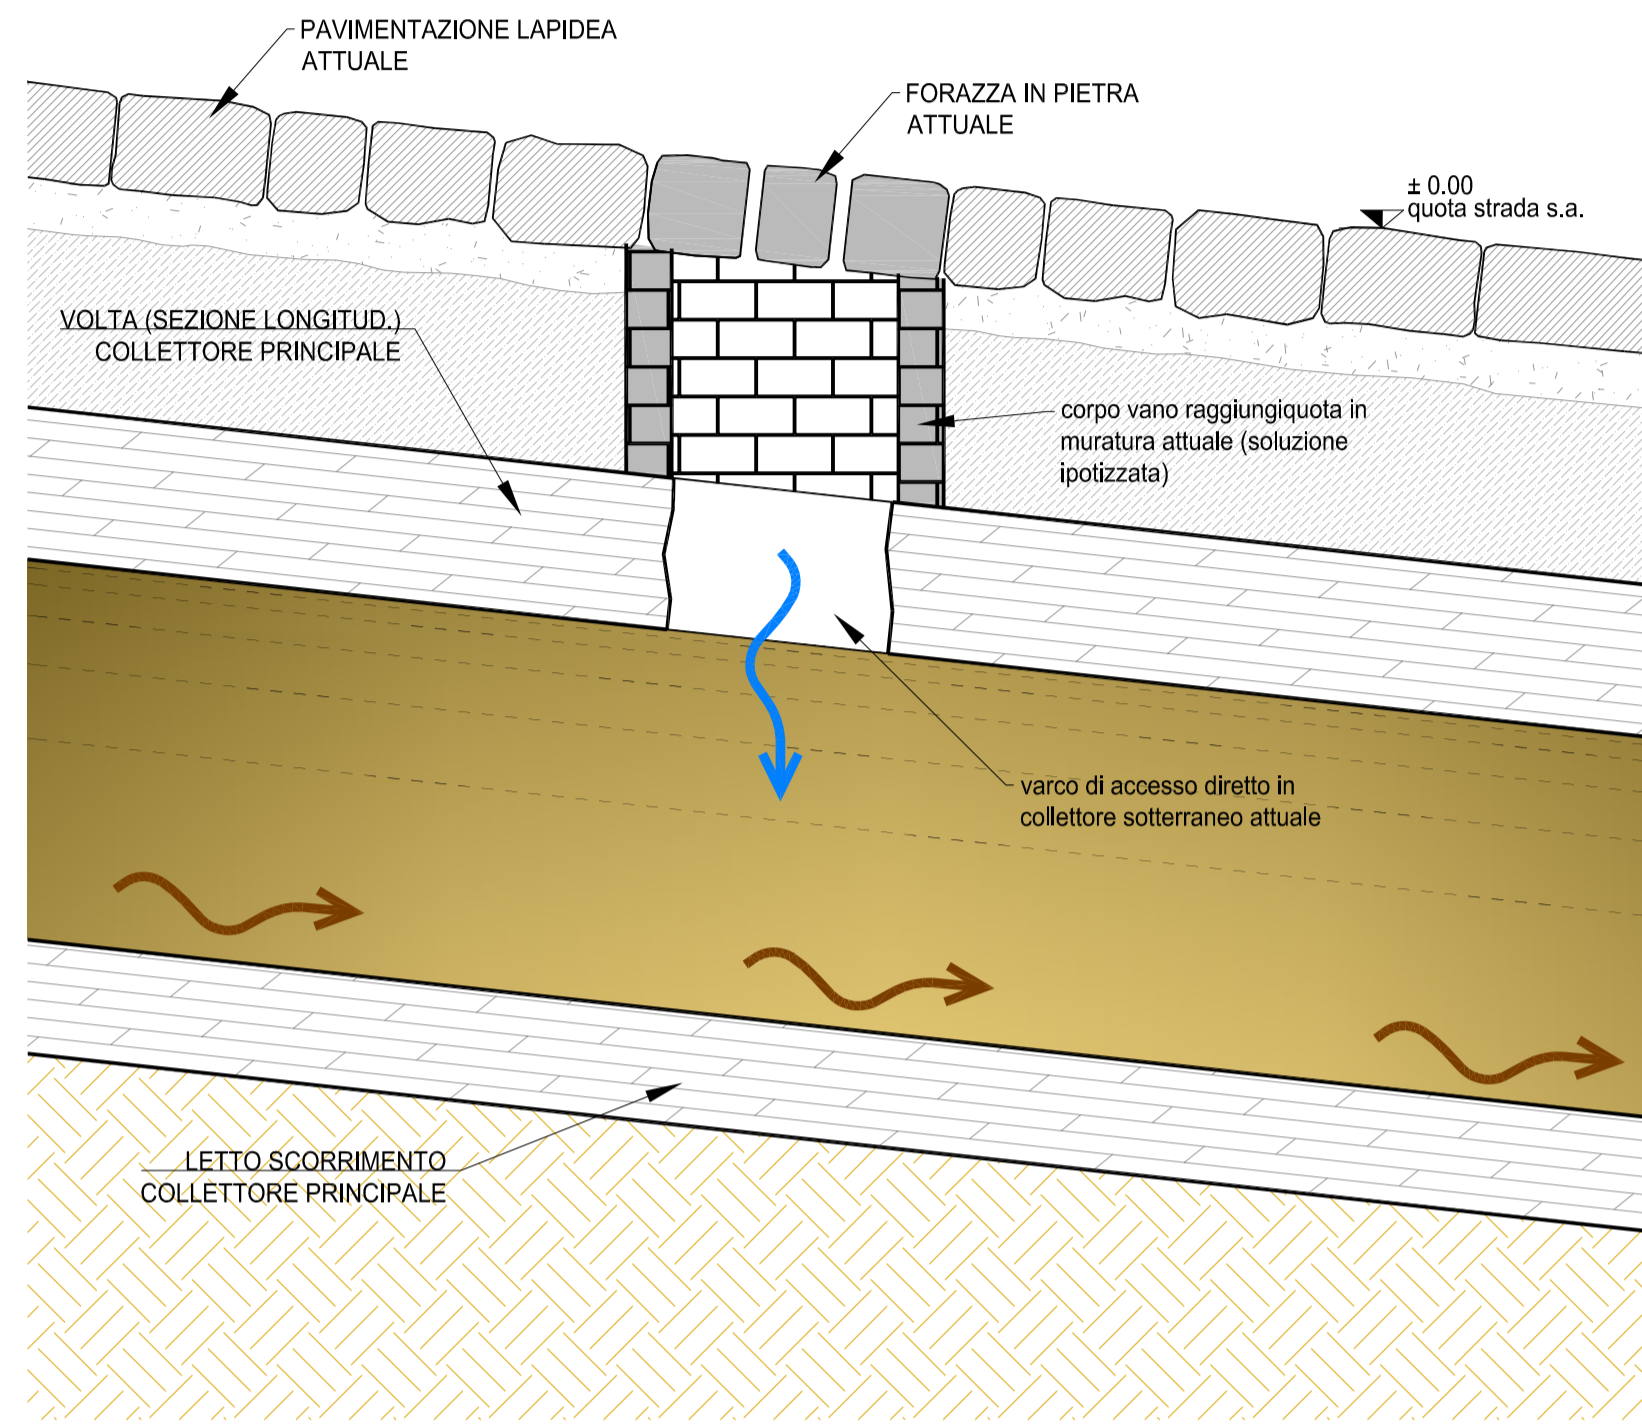 PAVIMENTAZIONE LAPIDEA
ATTUALE
FORAZZA IN PIETRA
ATTUALE
± 0.00
quota strada s.a.
VOLTA (SEZIONE LONGITUD.)
COLLETTORE PRINCIPALE
corpo vano raggiungiquota in
muratura attuale (soluzione
ipotizzata)
varco di accesso diretto in
collettore sotterraneo attuale
LETTO SCORRIMENTO
COLLETTORE PRINCIPALE